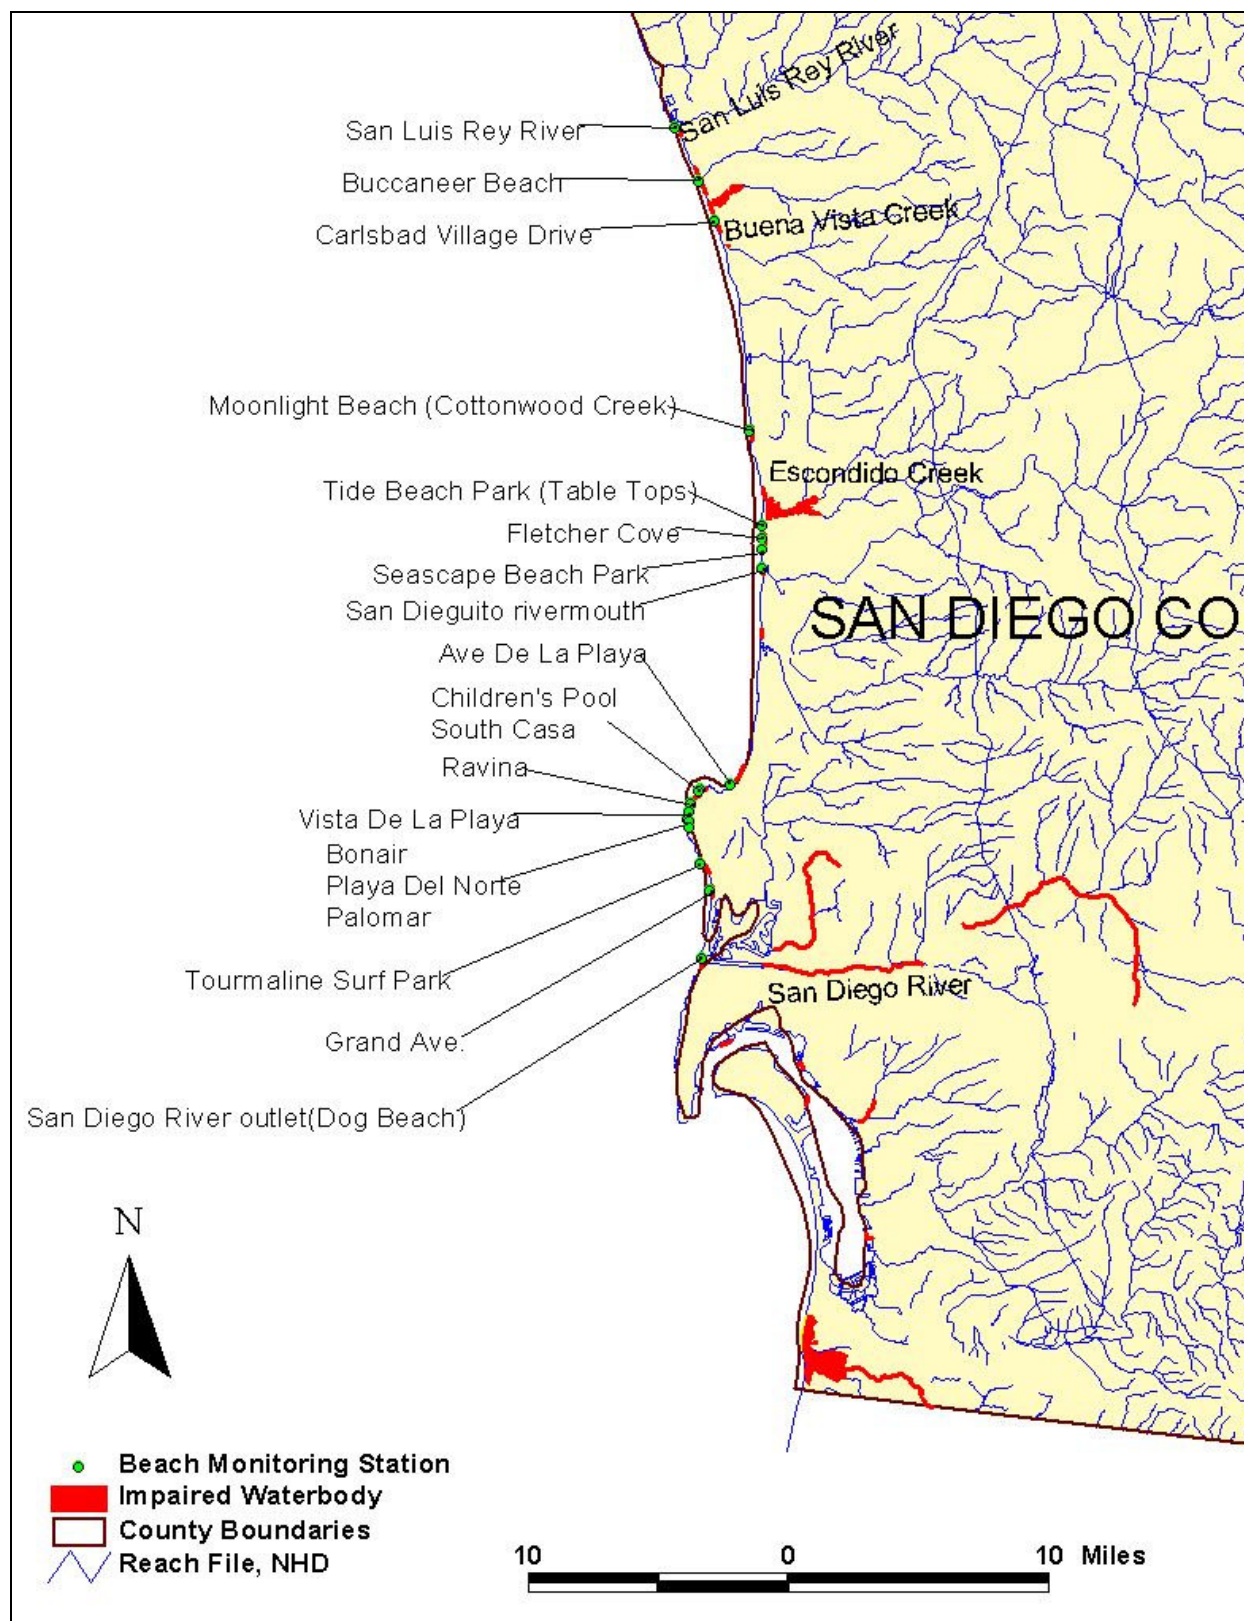 San Luis Rey River
San Luis Rey River
Buccaneer Beach
Carlsbad Village Drive
Buena Vista Creek
Moonlight Beach (Cottonwood Creek)
Escondido Creek
Tide Beach Park (Table Tops)
Fletcher Cove
Seascape Beach Park
San Dieguito rivermouth
SAN DIEGO CO
Ave De La Playa
Children's Pool
South Casa
Ravina
Vista De La Playa
Bonair
Playa Del Norte
Palomar
Tourmaline Surf Park
San Diego River
Grand Ave.
San Diego River outlet(Dog Beach)
N
Beach Monitoring Station
Impaired Waterbody
County Boundaries
Reach File, NHD
10 0 10 Miles